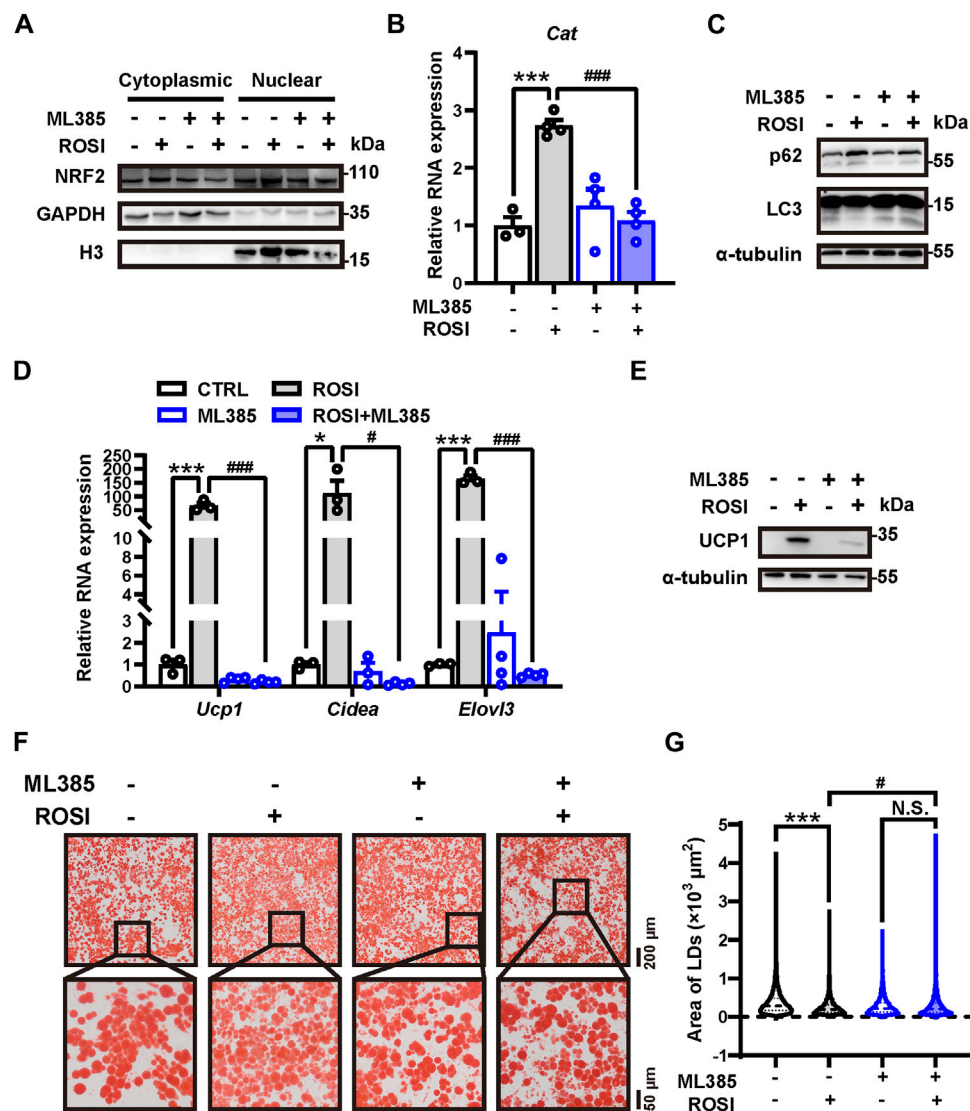 A
Cytoplasmic Nuclear
ML385 - - + + - - + +
ROSI - + - + - + - + kDa
NRF2 -110
GAPDH -35
H3 -15
B
Cat
*** ###
Relative RNA expression
4
3
2
1
0
ML385 - - + +
ROSI - + - +
C
ML385 - - + +
ROSI - + - + kDa
p62 -55
LC3 -15
α-tubulin -55
D
CTRL ROSI
ML385 ROSI+ML385
Relative RNA expression
250
200
150
100
50
10
8
6
4
3
2
1
0
*** ### * # *** ###
Ucp1 Cidea Elovl3
E
ML385 - - + +
ROSI - + - + kDa
UCP1 -35
α-tubulin -55
F
ML385 - - + +
ROSI - + - +
200 μm
50 μm
G
#
*** N.S.
Area of LDs (×10³ μm²)
5
4
3
2
1
0
-1
ML385 - - + +
ROSI - + - +